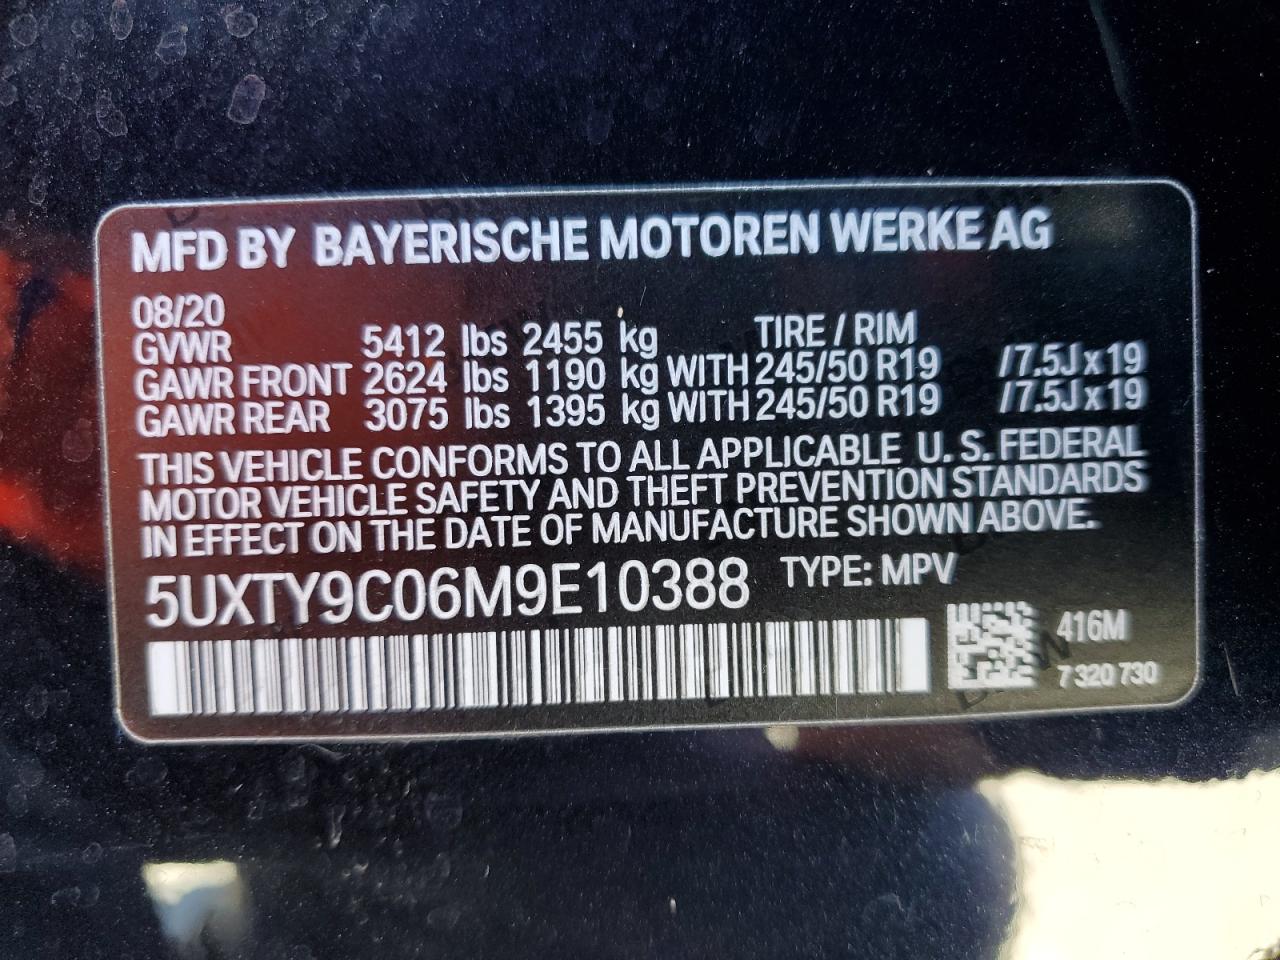 MFD BY BAYERISCHE MOTOREN WERKE AG
08/20
GVWR 5412 lbs 2455 kg TIRE / RIM
GAWR FRONT 2624 lbs 1190 kg WITH 245/50 R19 /7.5J x 19
GAWR REAR 3075 lbs 1395 kg WITH 245/50 R19 /7.5J x 19
THIS VEHICLE CONFORMS TO ALL APPLICABLE U. S. FEDERAL
MOTOR VEHICLE SAFETY AND THEFT PREVENTION STANDARDS
IN EFFECT ON THE DATE OF MANUFACTURE SHOWN ABOVE.
5UXTY9C06M9E10388 TYPE: MPV
416M
7 320 730